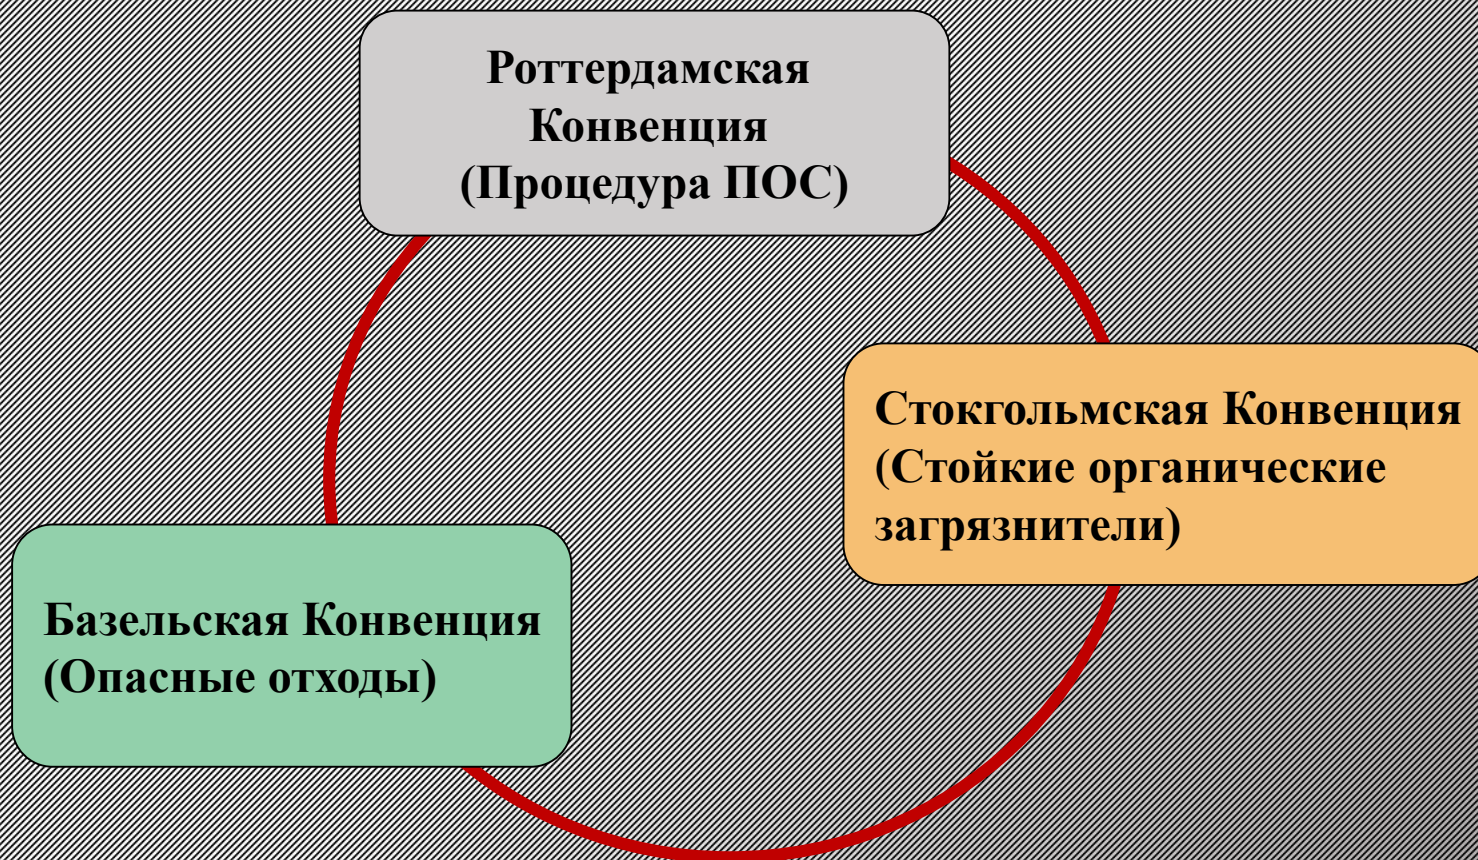 Роттердамская
Конвенция
(Процедура ПОС)
Стокгольмская Конвенция
(Стойкие органические
загрязнители)
Базельская Конвенция
(Опасные отходы)